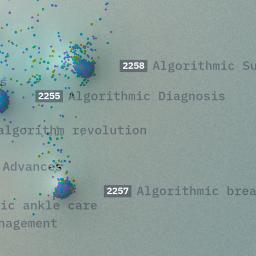 2258 Algorithmic Su
2255 Algorithmic Diagnosis
algorithm revolution
Advances
2257 Algorithmic brea
ic ankle care
nagement